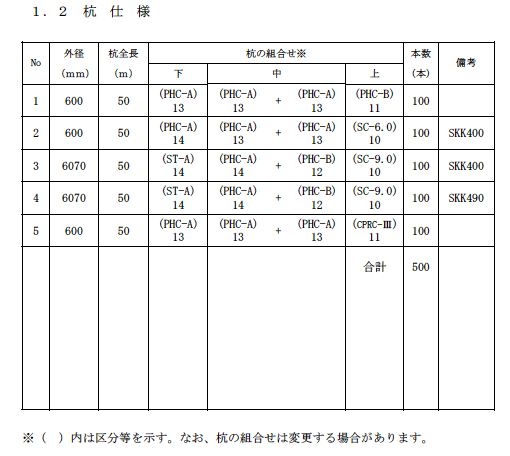 １．２ 杭 仕 様
No 外径 (mm) 杭全長 (m) 杭の組合せ※ 本数 (本) 備考
下 中 上
1 600 50 (PHC-A) 13 (PHC-A) 13 + (PHC-A) 13 (PHC-B) 11 100
2 600 50 (PHC-A) 14 (PHC-A) 13 + (PHC-A) 13 (SC-6.0) 10 100 SKK400
3 6070 50 (ST-A) 14 (PHC-A) 14 + (PHC-B) 12 (SC-9.0) 10 100 SKK400
4 6070 50 (ST-A) 14 (PHC-A) 14 + (PHC-B) 12 (SC-9.0) 10 100 SKK490
5 600 50 (PHC-A) 13 (PHC-A) 13 + (PHC-A) 13 (CPRC-Ⅲ) 11 100
合計 500
※（　）内は区分等を示す。なお、杭の組合せは変更する場合があります。